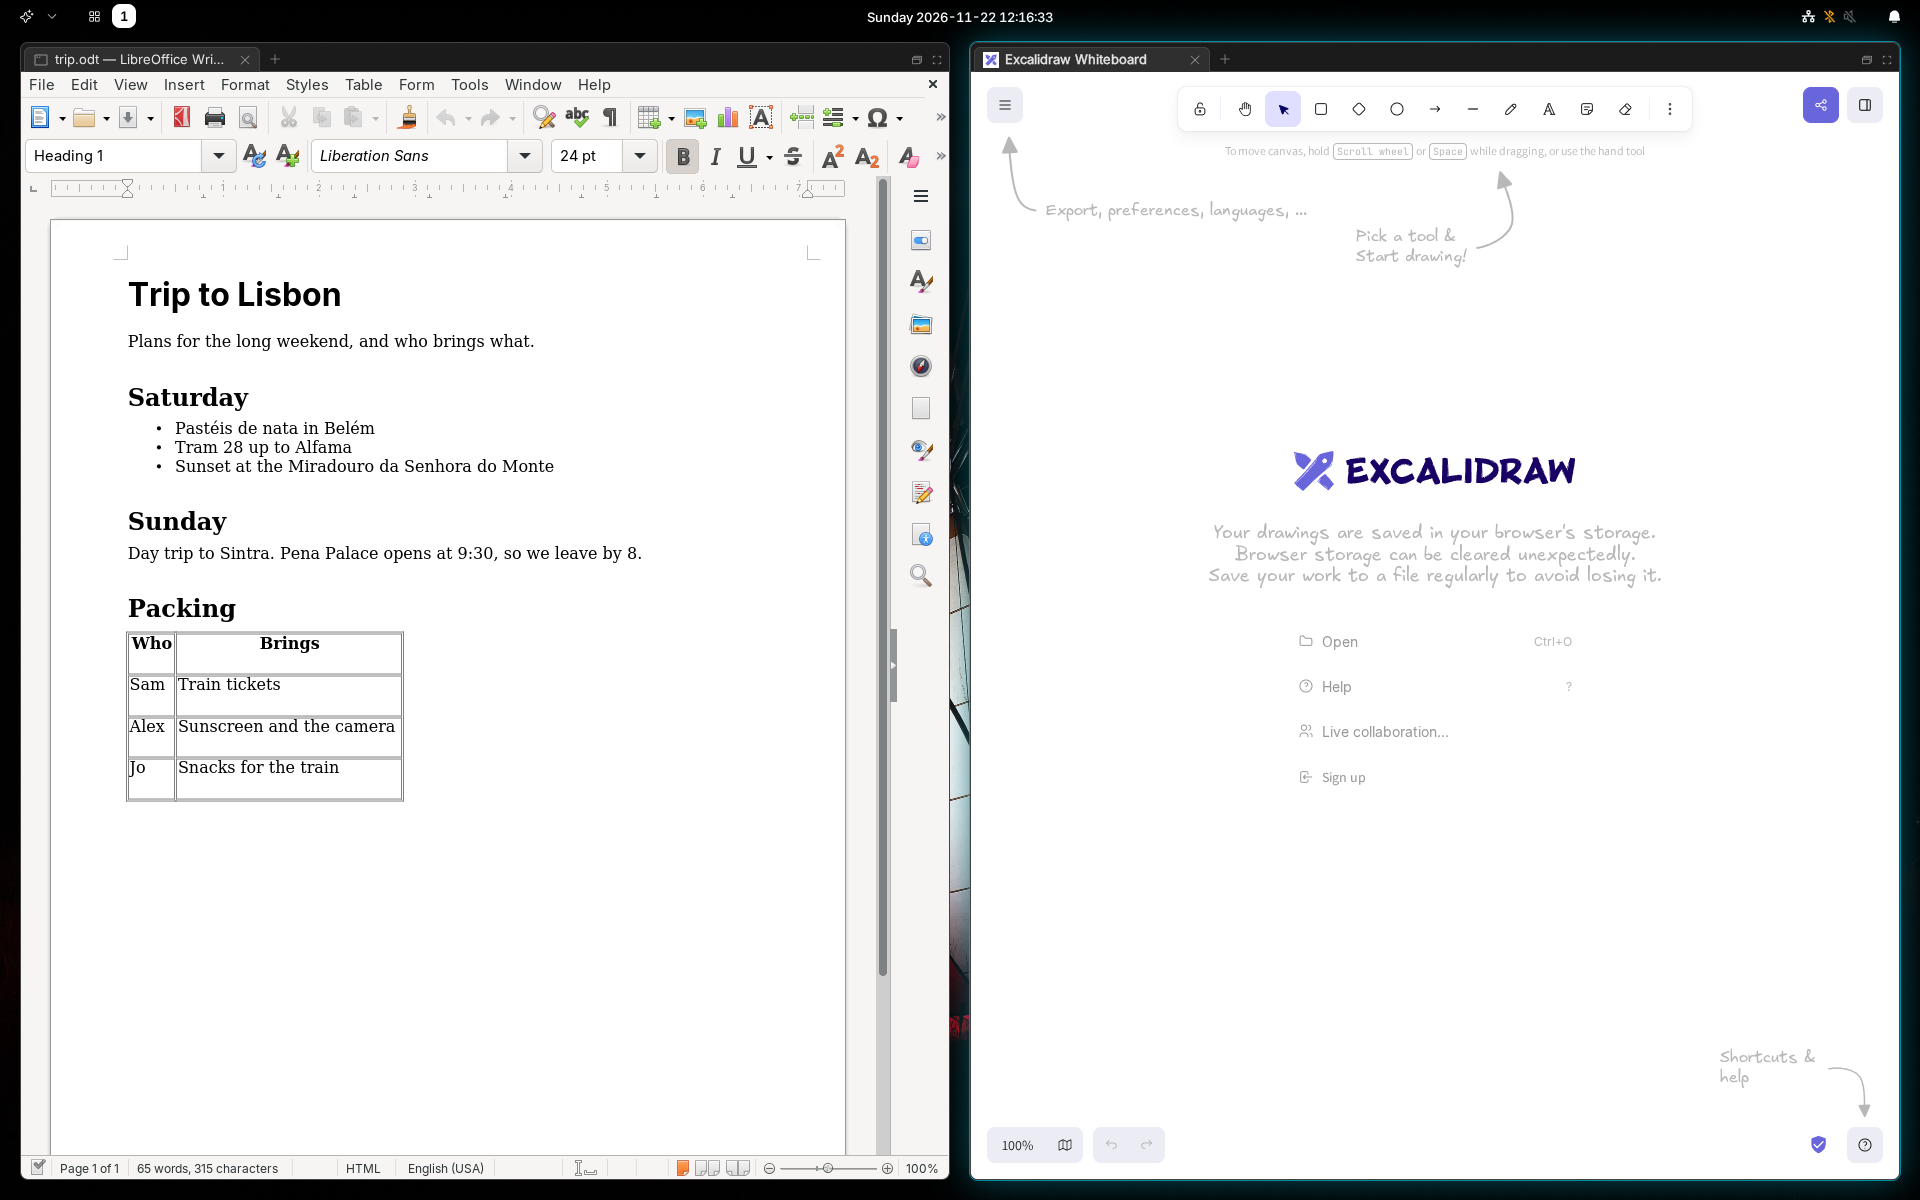 1
Sunday 2026-11-22 12:16:33
trip.odt — LibreOffice Wri...
File Edit View Insert Format Styles Table Form Tools Window Help
Heading 1
Liberation Sans
24 pt
1 2 3 4 5 6 7
Trip to Lisbon
Plans for the long weekend, and who brings what.
Saturday
• Pastéis de nata in Belém
• Tram 28 up to Alfama
• Sunset at the Miradouro da Senhora do Monte
Sunday
Day trip to Sintra. Pena Palace opens at 9:30, so we leave by 8.
Packing
Who Brings
Sam Train tickets
Alex Sunscreen and the camera
Jo Snacks for the train
Page 1 of 1 65 words, 315 characters HTML English (USA) 100%
Excalidraw Whiteboard
To move canvas, hold Scroll wheel or Space while dragging, or use the hand tool
Export, preferences, languages, ...
Pick a tool &
Start drawing!
EXCALIDRAW
Your drawings are saved in your browser's storage.
Browser storage can be cleared unexpectedly.
Save your work to a file regularly to avoid losing it.
Open Ctrl+O
Help ?
Live collaboration...
Sign up
Shortcuts &
help
100%